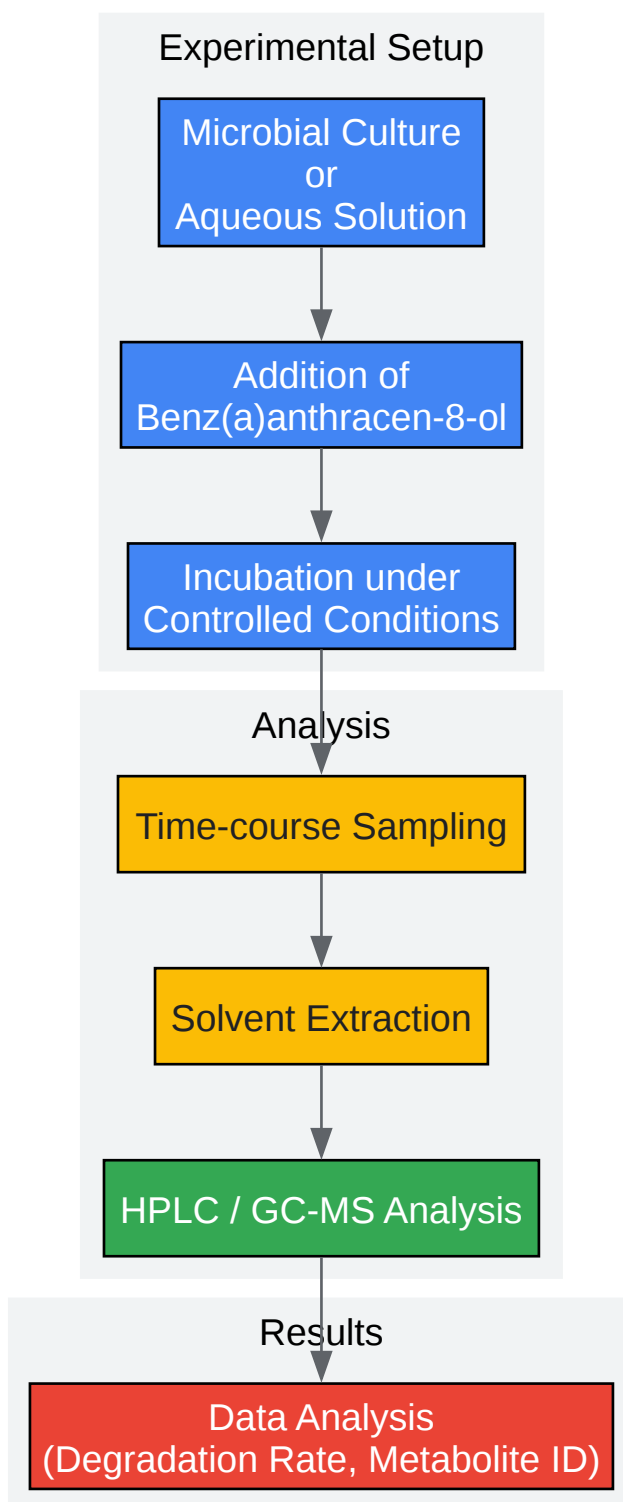 Experimental Setup
Microbial Culture
or
Aqueous Solution
Addition of
Benz(a)anthracen-8-ol
Incubation under
Controlled Conditions
Analysis
Time-course Sampling
Solvent Extraction
HPLC / GC-MS Analysis
Results
Data Analysis
(Degradation Rate, Metabolite ID)